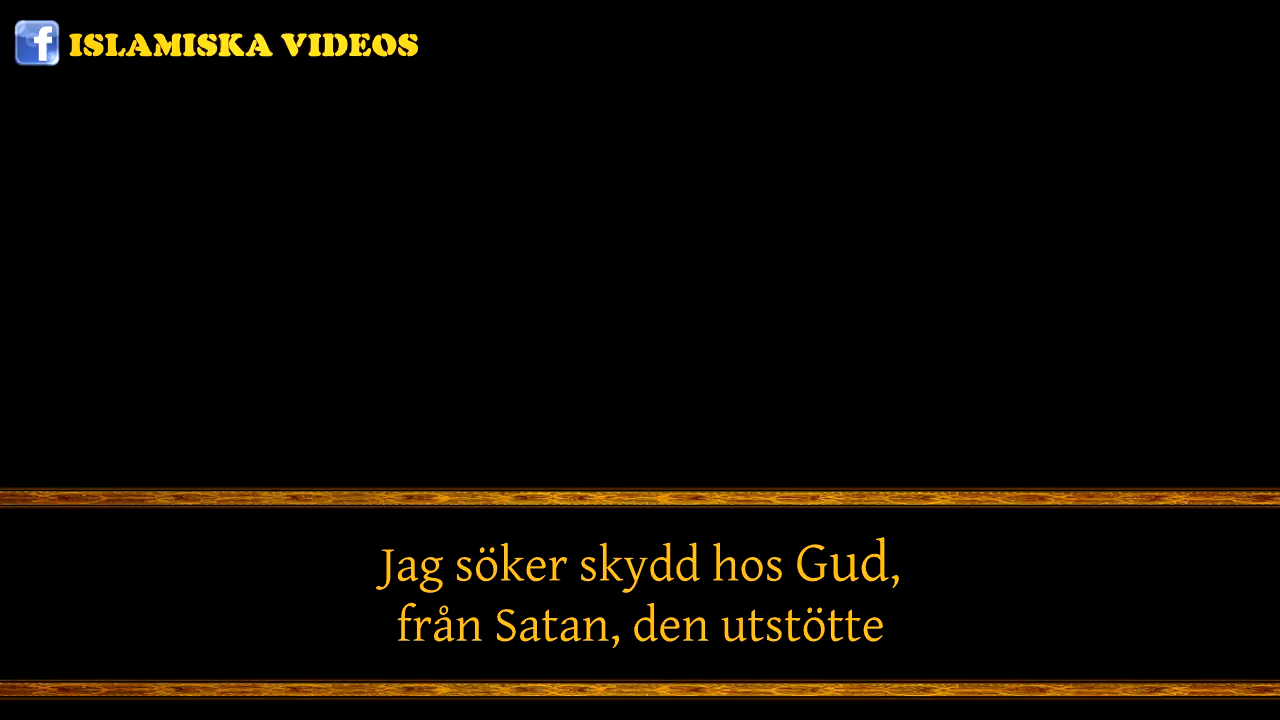 ISLAMISKA VIDEOS
Jag söker skydd hos Gud,
från Satan, den utstötte